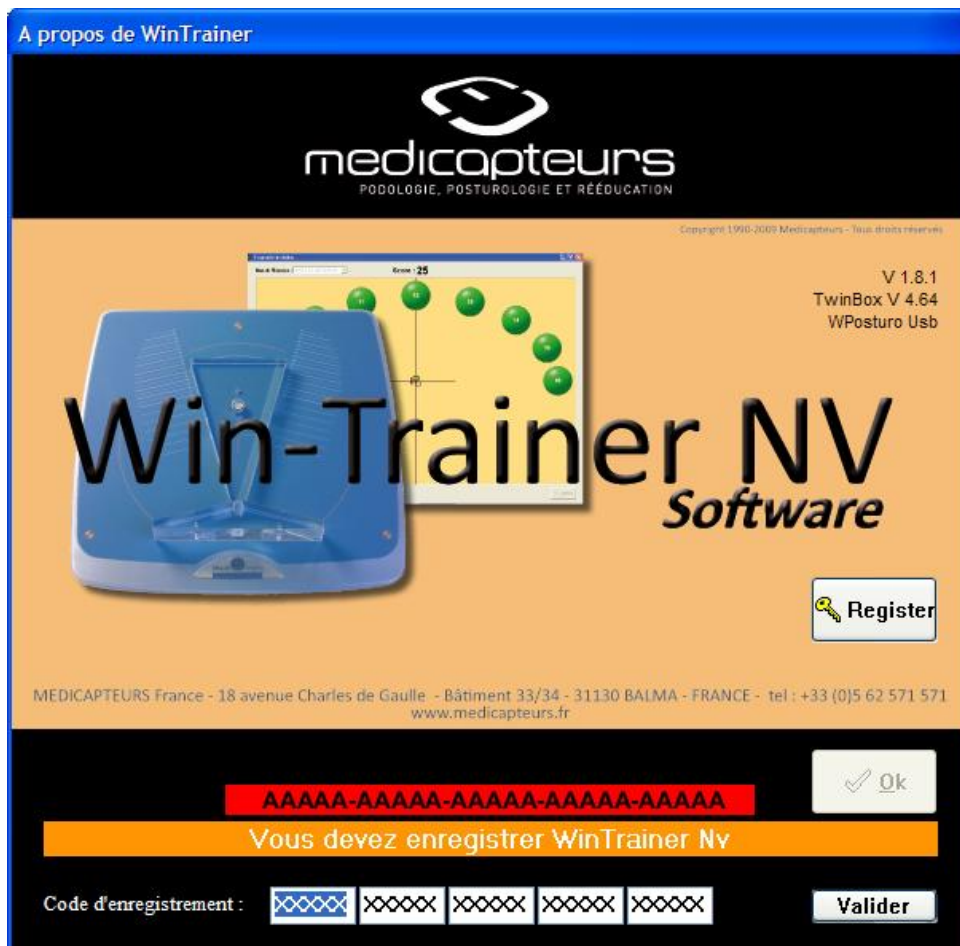 A propos de WinTrainer
medicapteurs
PODOLOGIE, POSTUROLOGIE ET RÉÉDUCATION
Copyright 1990-2009 Medicapteurs - Tous droits réservés
Score : 25
V 1.8.1
TwinBox V 4.64
WPosturo Usb
Win-Trainer NV
Software
Register
MEDICAPTEURS France - 18 avenue Charles de Gaulle - Bâtiment 33/34 - 31130 BALMA - FRANCE - tel : +33 (0)5 62 571 571
www.medicapteurs.fr
Ok
AAAAA-AAAAA-AAAAA-AAAAA-AAAAA
Vous devez enregistrer WinTrainer Nv
Code d'enregistrement : XXXXX XXXXX XXXXX XXXXX XXXXX Valider